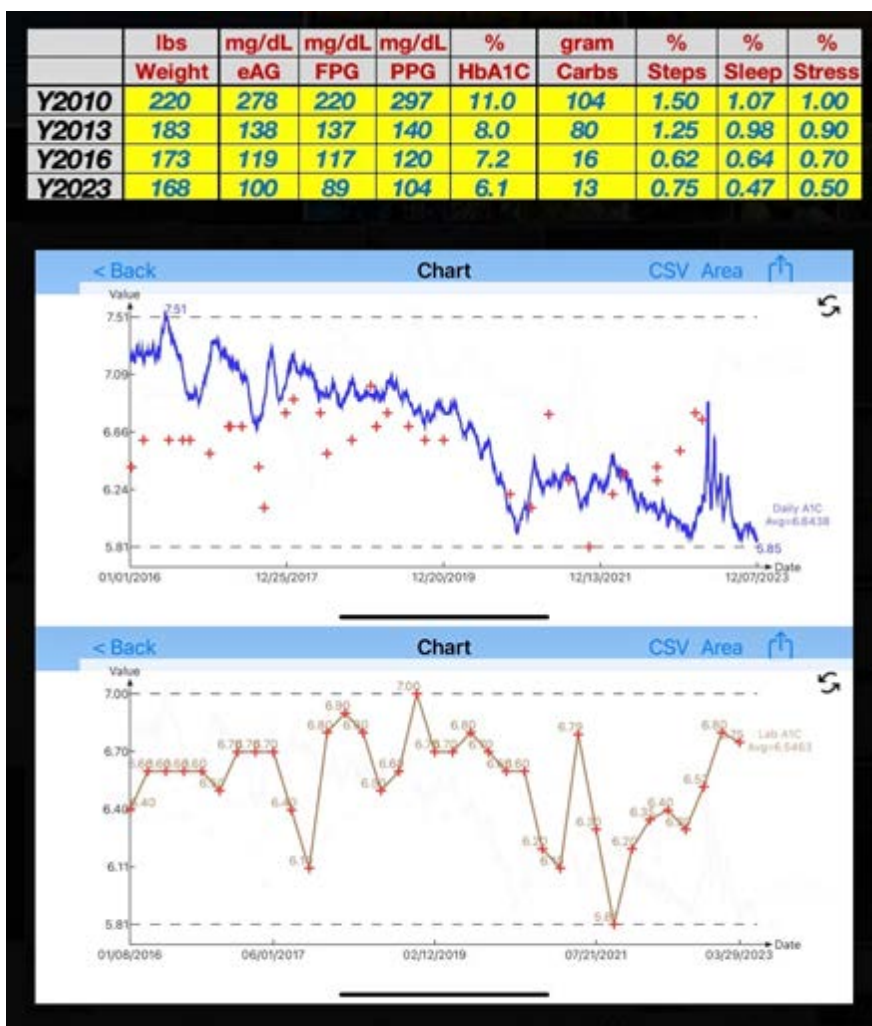 lbs mg/dL mg/dL mg/dL % gram % % %
Weight eAG FPG PPG HbA1C Carbs Steps Sleep Stress
Y2010 220 278 220 297 11.0 104 1.50 1.07 1.00
Y2013 183 138 137 140 8.0 80 1.25 0.98 0.90
Y2016 173 119 117 120 7.2 16 0.62 0.64 0.70
Y2023 168 100 89 104 6.1 13 0.75 0.47 0.50
< Back Chart CSV Area
Value
7.51
7.51
7.09
6.66
6.24
Daily A1C
Avg=6.6438
5.81
5.85
Date
01/01/2016 12/25/2017 12/20/2019 12/13/2021 12/07/2023
< Back Chart CSV Area
Value
7.00 7.00
6.90
6.80 6.80 6.79 6.80
Lab A1C
Avg=6.5463
6.70
6.40
6.40
6.11
5.81
Date
01/08/2016 06/01/2017 02/12/2019 07/21/2021 03/29/2023